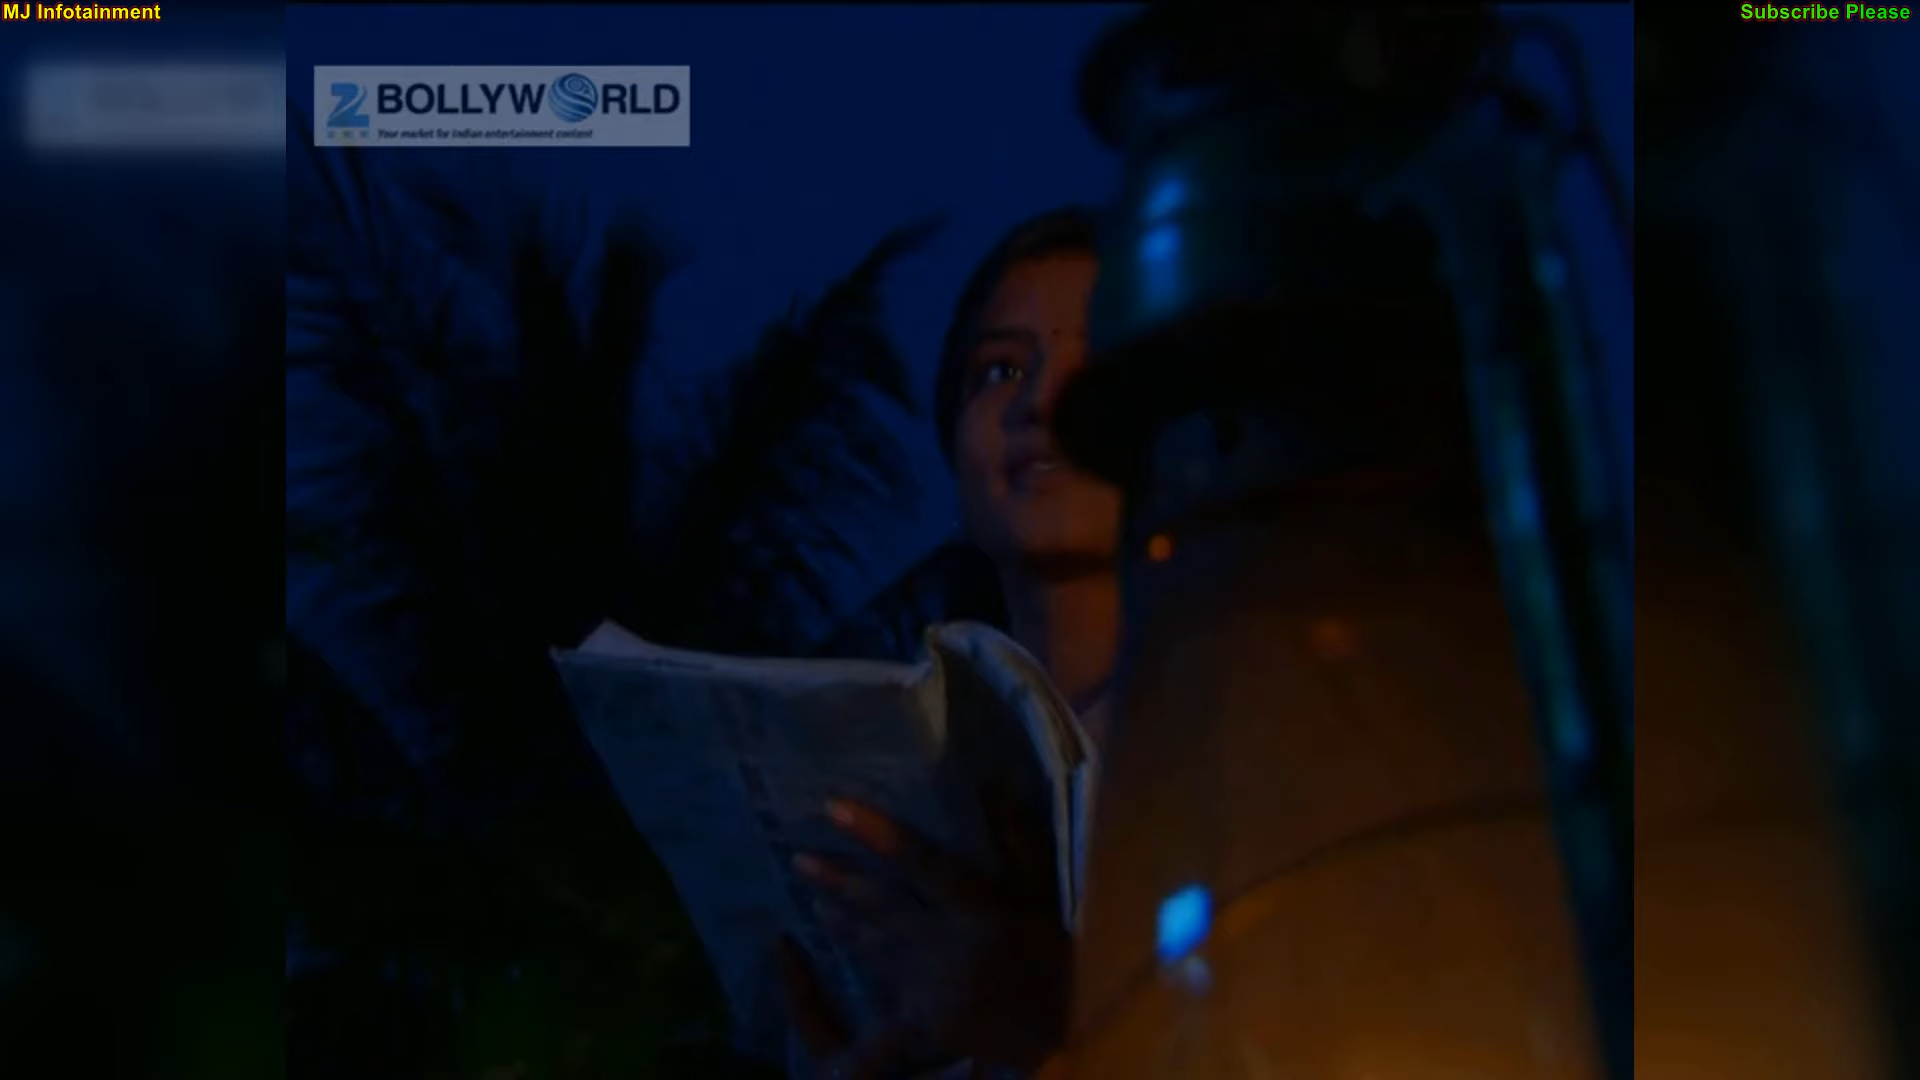 MJ Infotainment
Subscribe Please
Z BOLLYWORLD
Your market for Indian entertainment content